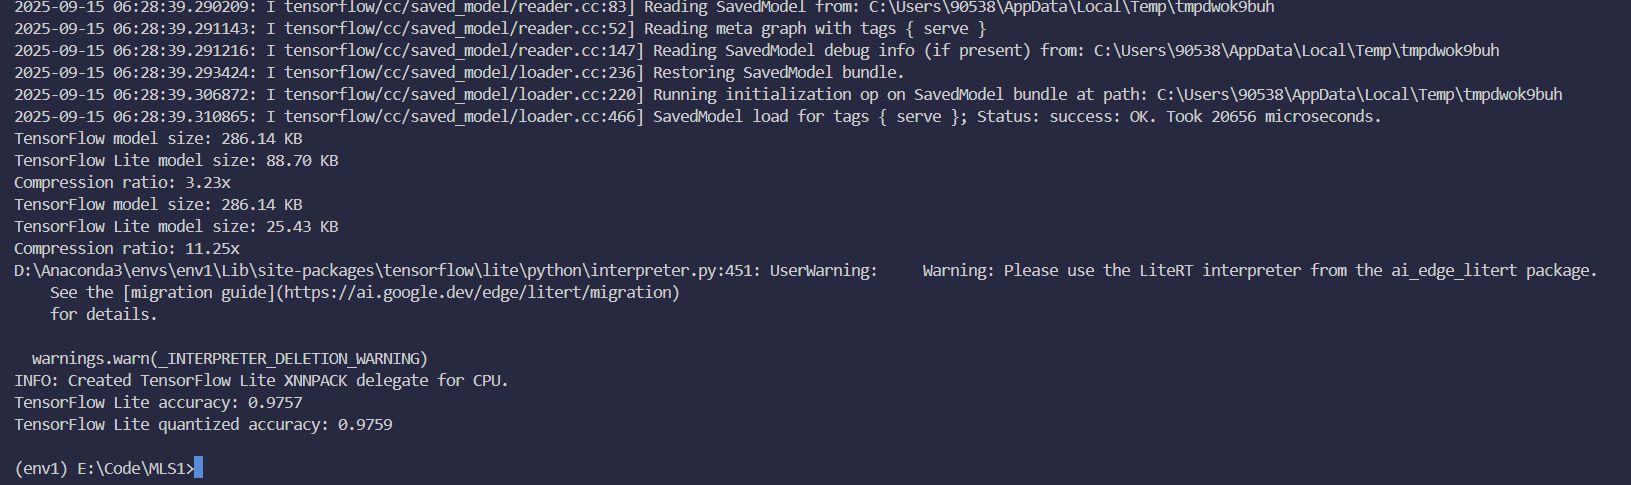 2025-09-15 06:28:39.290209: I tensorflow/cc/saved_model/reader.cc:83] Reading SavedModel from: C:\Users\90538\AppData\Local\Temp\tmpdwok9buh
2025-09-15 06:28:39.291143: I tensorflow/cc/saved_model/reader.cc:52] Reading meta graph with tags { serve }
2025-09-15 06:28:39.291216: I tensorflow/cc/saved_model/reader.cc:147] Reading SavedModel debug info (if present) from: C:\Users\90538\AppData\Local\Temp\tmpdwok9buh
2025-09-15 06:28:39.293424: I tensorflow/cc/saved_model/loader.cc:236] Restoring SavedModel bundle.
2025-09-15 06:28:39.306872: I tensorflow/cc/saved_model/loader.cc:220] Running initialization op on SavedModel bundle at path: C:\Users\90538\AppData\Local\Temp\tmpdwok9buh
2025-09-15 06:28:39.310865: I tensorflow/cc/saved_model/loader.cc:466] SavedModel load for tags { serve }; Status: success: OK. Took 20656 microseconds.
TensorFlow model size: 286.14 KB
TensorFlow Lite model size: 88.70 KB
Compression ratio: 3.23x
TensorFlow model size: 286.14 KB
TensorFlow Lite model size: 25.43 KB
Compression ratio: 11.25x
D:\Anaconda3\envs\env1\Lib\site-packages\tensorflow\lite\python\interpreter.py:451: UserWarning:     Warning: Please use the LiteRT interpreter from the ai_edge_litert package.
    See the [migration guide](https://ai.google.dev/edge/litert/migration)
    for details.
  warnings.warn(_INTERPRETER_DELETION_WARNING)
INFO: Created TensorFlow Lite XNNPACK delegate for CPU.
TensorFlow Lite accuracy: 0.9757
TensorFlow Lite quantized accuracy: 0.9759
(env1) E:\Code\MLS1>